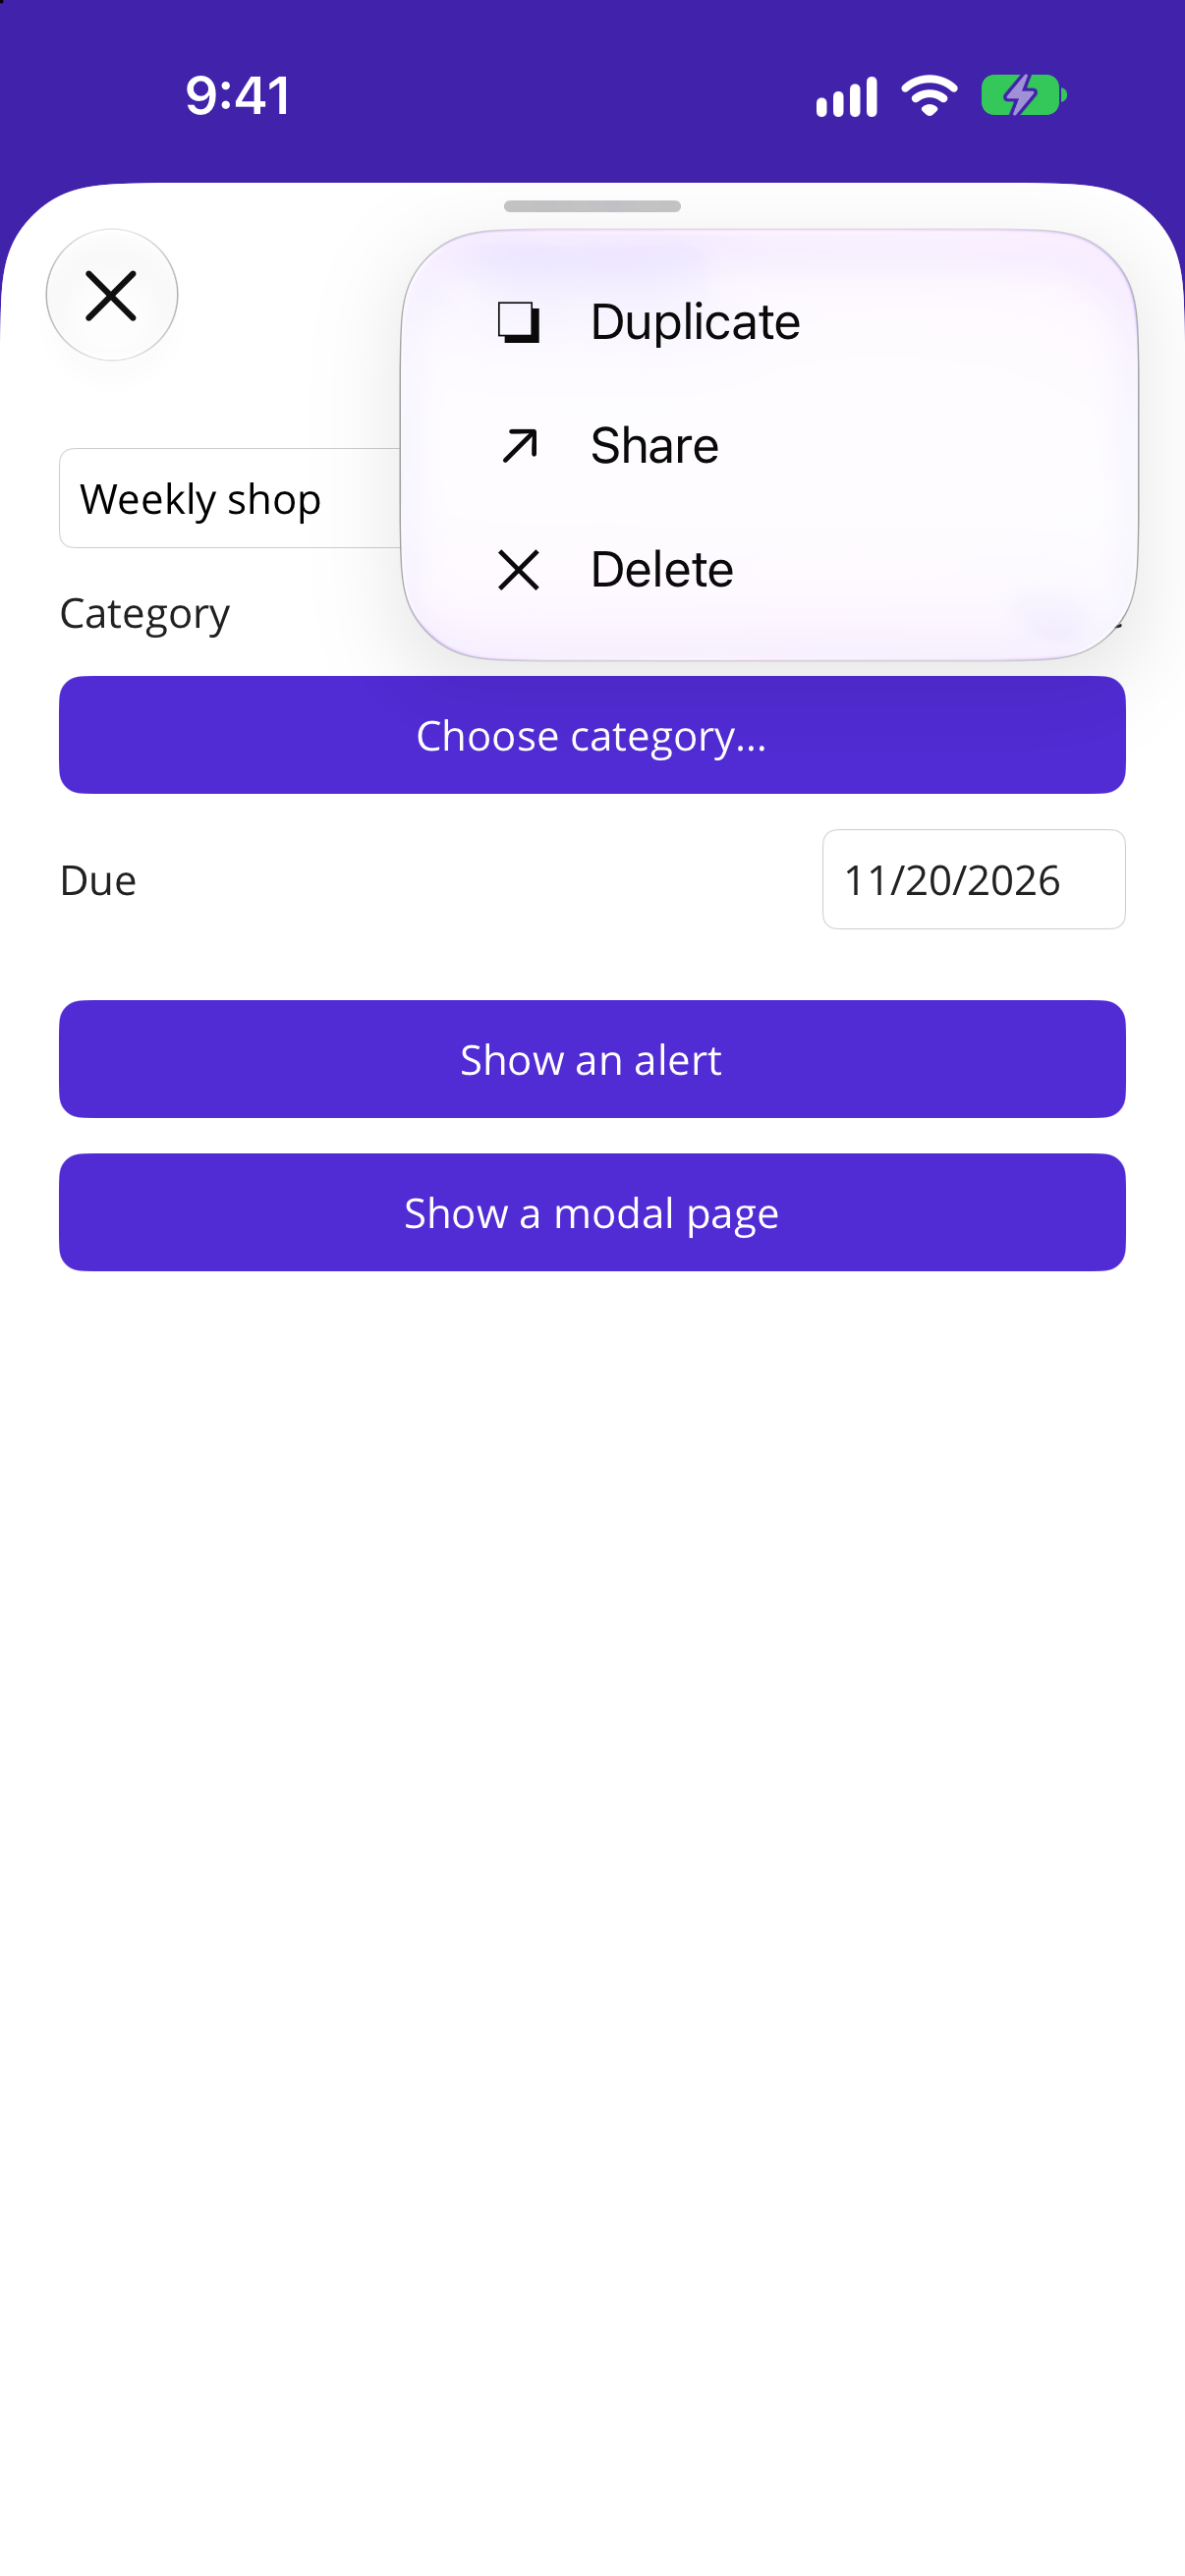 9:41
Duplicate
Share
Weekly shop
Delete
Category
Choose category...
Due
11/20/2026
Show an alert
Show a modal page